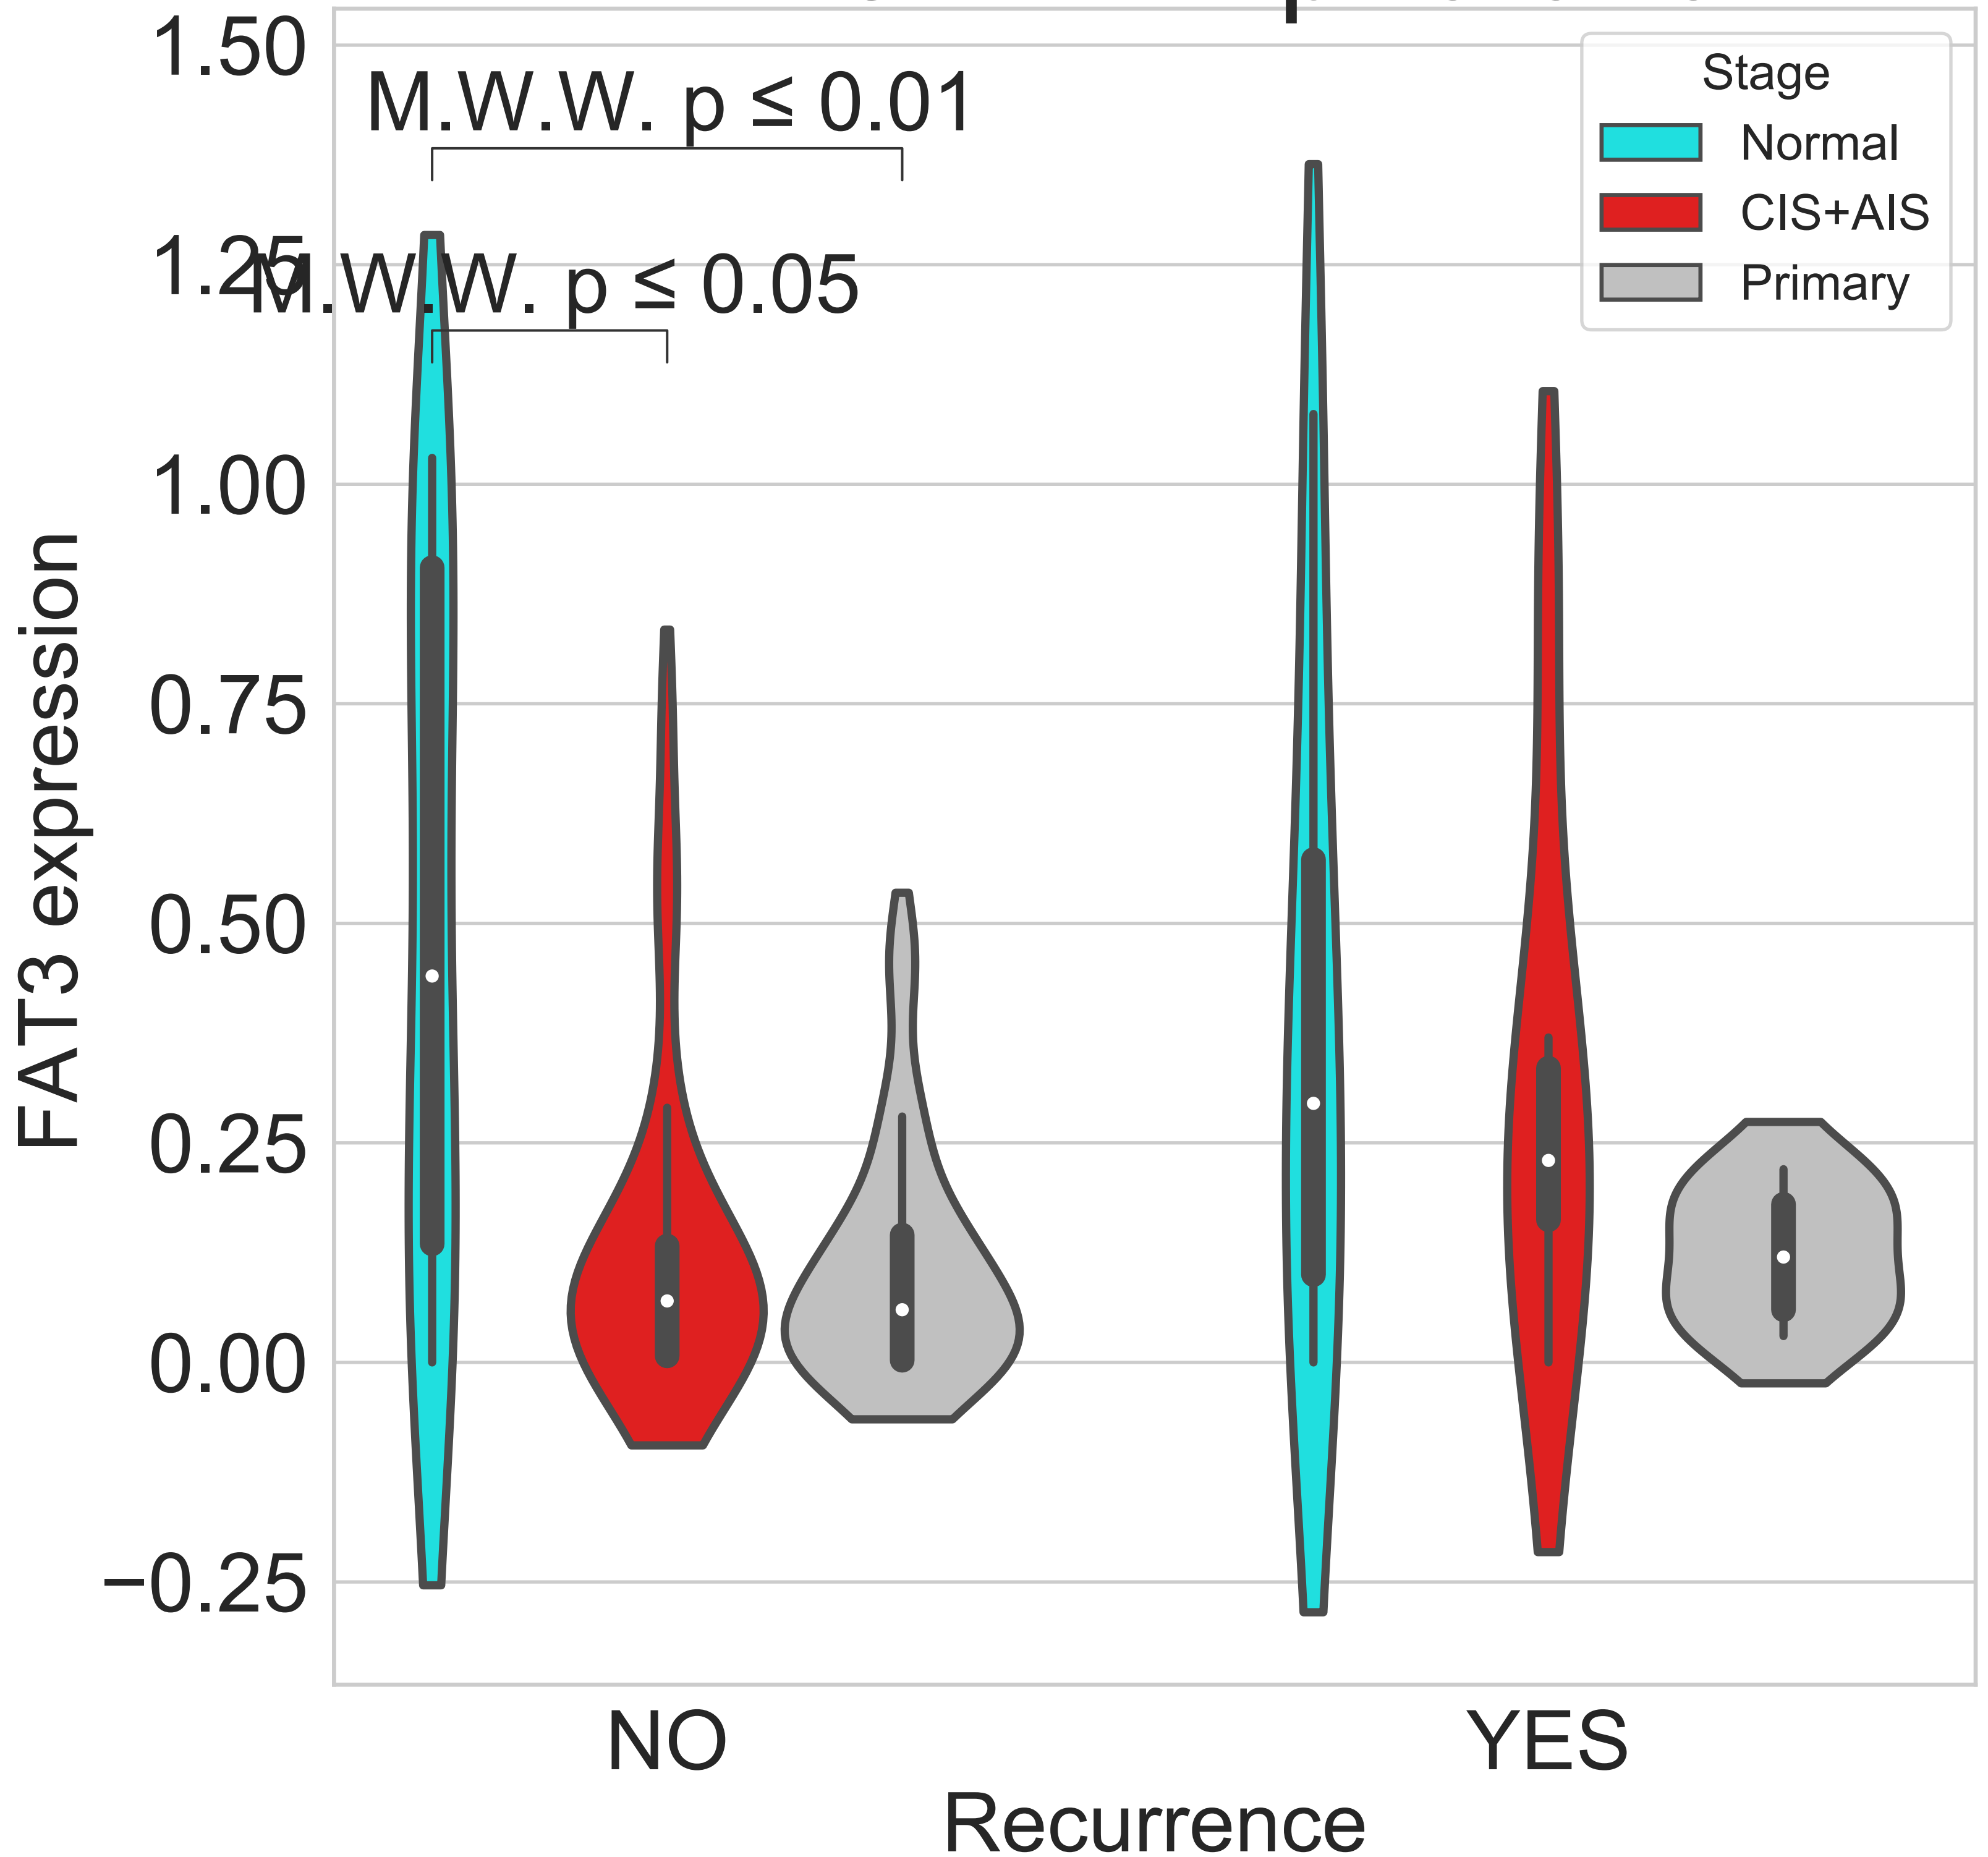 1.50
M.W.W. p ≤ 0.01
Stage
Normal
CIS+AIS
Primary
1.25
M.W.W. p ≤ 0.05
1.00
0.75
0.50
0.25
0.00
−0.25
FAT3 expression
NO
YES
Recurrence